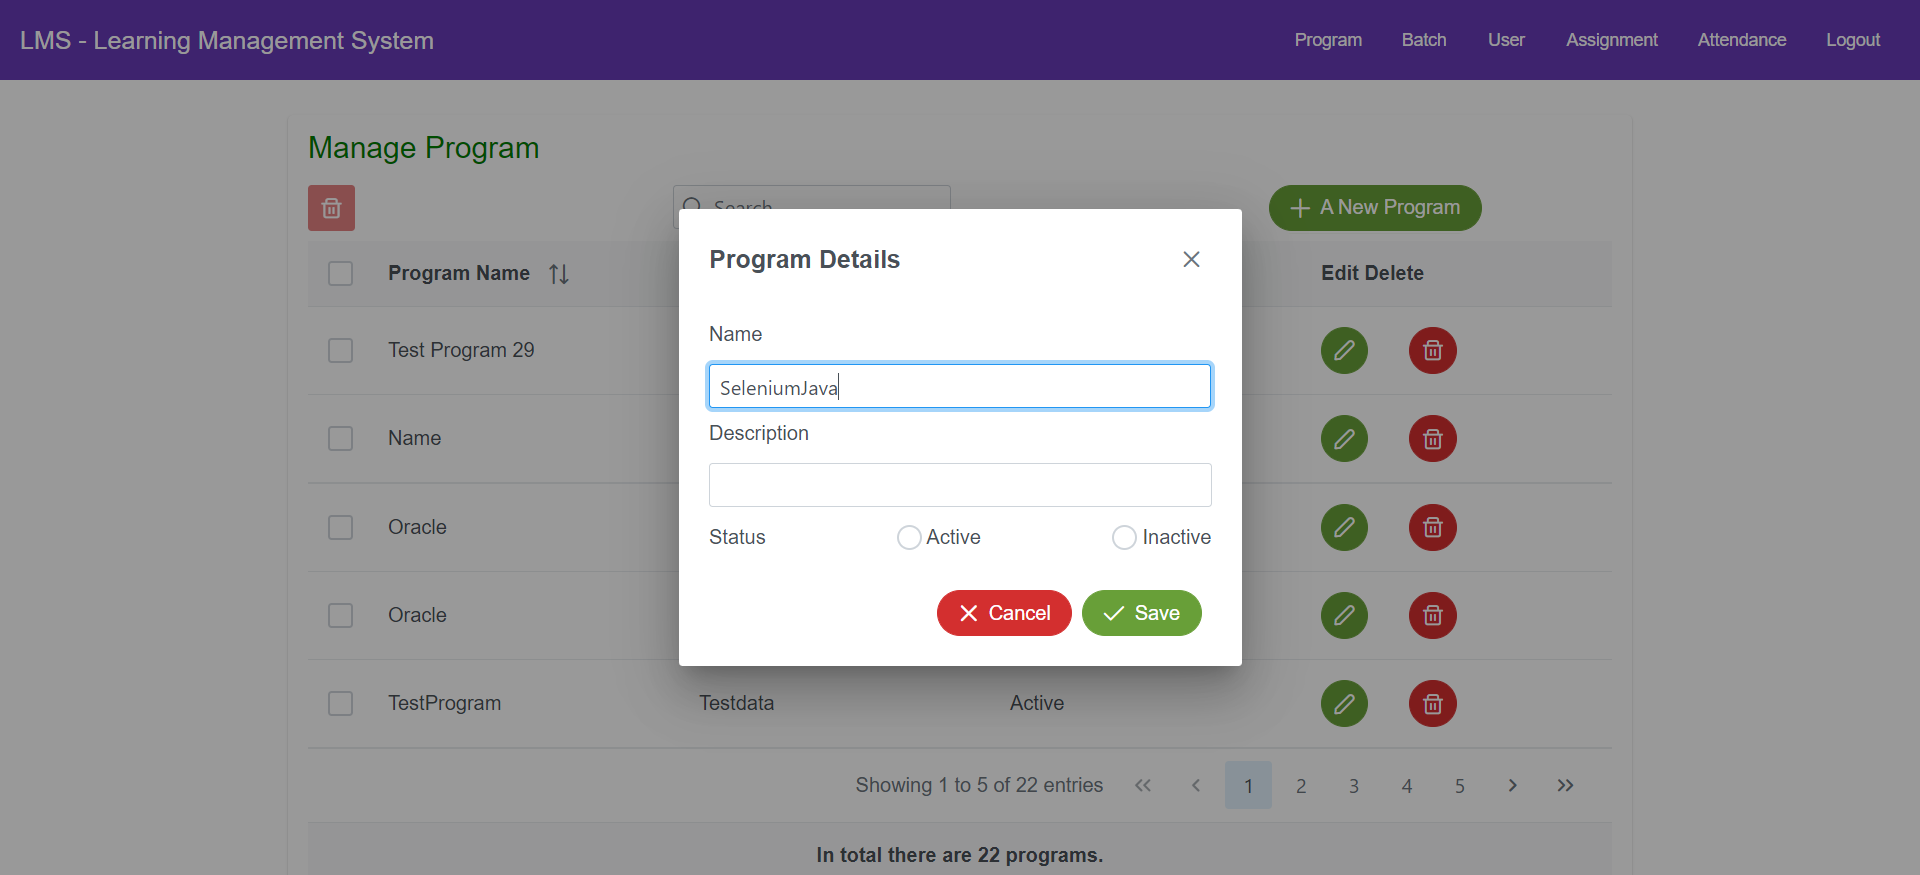 LMS - Learning Management System
Program Batch User Assignment Attendance Logout
Manage Program
Search
A New Program
Program Name Edit Delete
Test Program 29
Name
Oracle
Oracle
TestProgram Testdata Active
Program Details
Name
SeleniumJava
Description
Status Active Inactive
Cancel Save
Showing 1 to 5 of 22 entries << < 1 2 3 4 5 > >>
In total there are 22 programs.